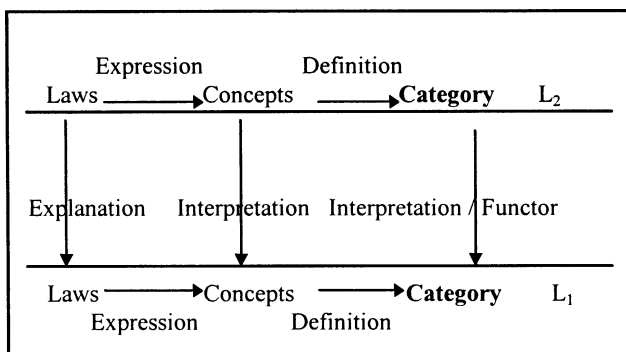 Expression Definition
Laws Concepts Category L₂
Explanation Interpretation Interpretation / Functor
Laws Concepts Category L₁
Expression Definition